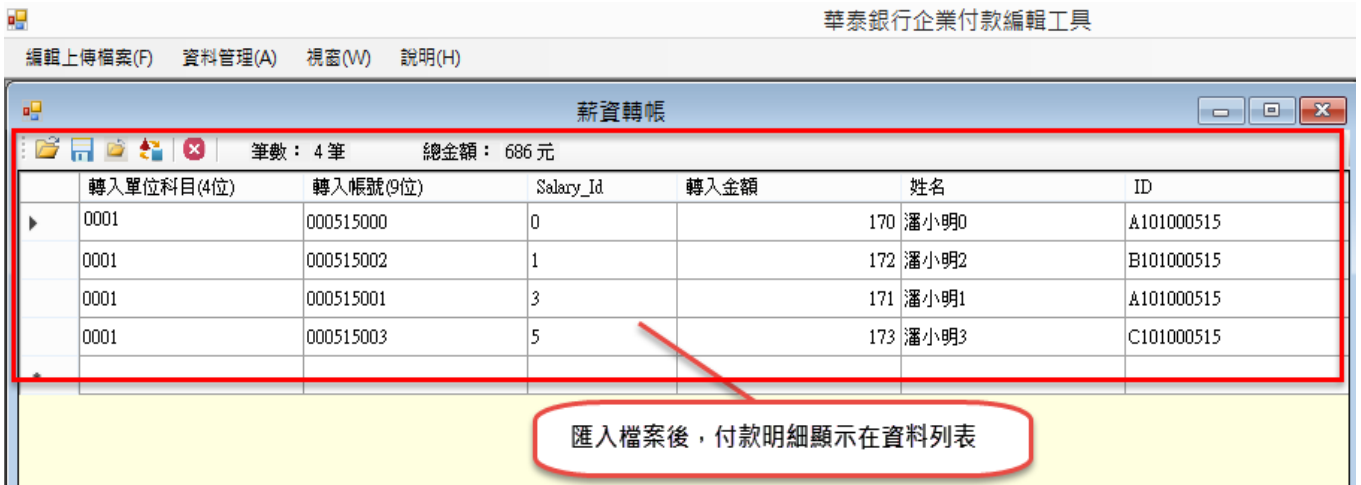 華泰銀行企業付款編輯工具
編輯上傳檔案(F) 資料管理(A) 視窗(W) 說明(H)
薪資轉帳
筆數： 4 筆 總金額： 686 元
轉入單位科目(4位) 轉入帳號(9位) Salary_Id 轉入金額 姓名 ID
0001 000515000 0 170 潘小明0 A101000515
0001 000515002 1 172 潘小明2 B101000515
0001 000515001 3 171 潘小明1 A101000515
0001 000515003 5 173 潘小明3 C101000515
匯入檔案後，付款明細顯示在資料列表